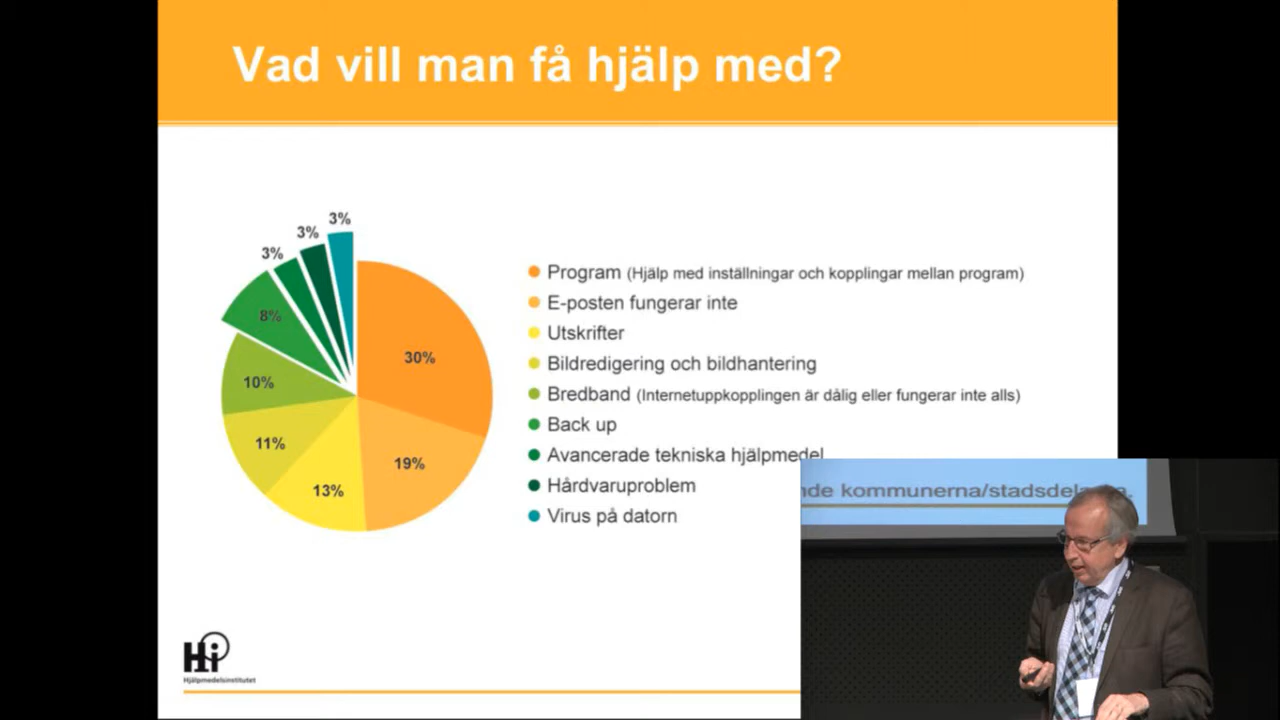 Vad vill man få hjälp med?
3%
3%
3%
8%
30%
10%
11%
19%
13%
Program (Hjälp med inställningar och kopplingar mellan program)
E-posten fungerar inte
Utskrifter
Bildredigering och bildhantering
Bredband (Internetuppkopplingen är dålig eller fungerar inte alls)
Back up
Avancerade tekniska hjälpmedel
Hårdvaruproblem
Virus på datorn
kommunerna/
Hi
Hjälpmedelsinstitutet